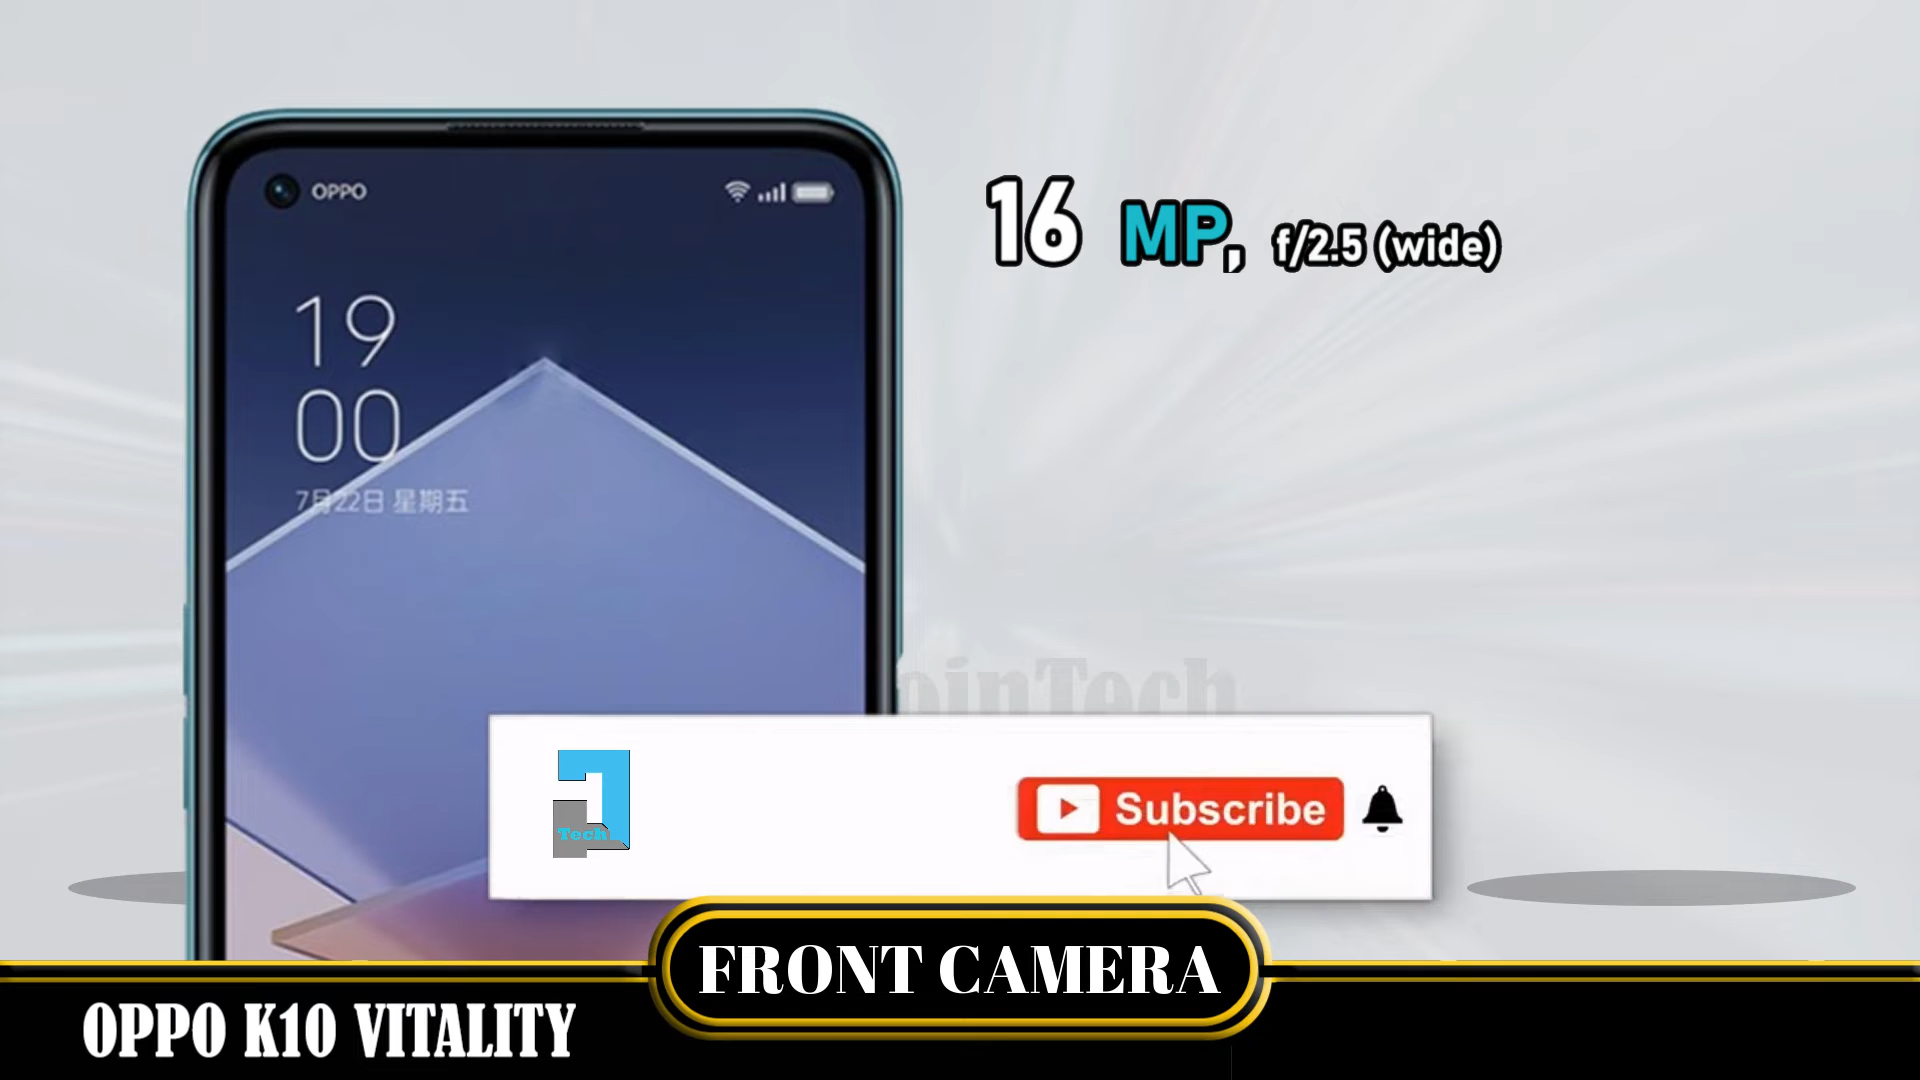 OPPO
16 MP, f/2.5 (wide)
19
00
7月22日 星期五
Tech
Subscribe
FRONT CAMERA
OPPO K10 VITALITY